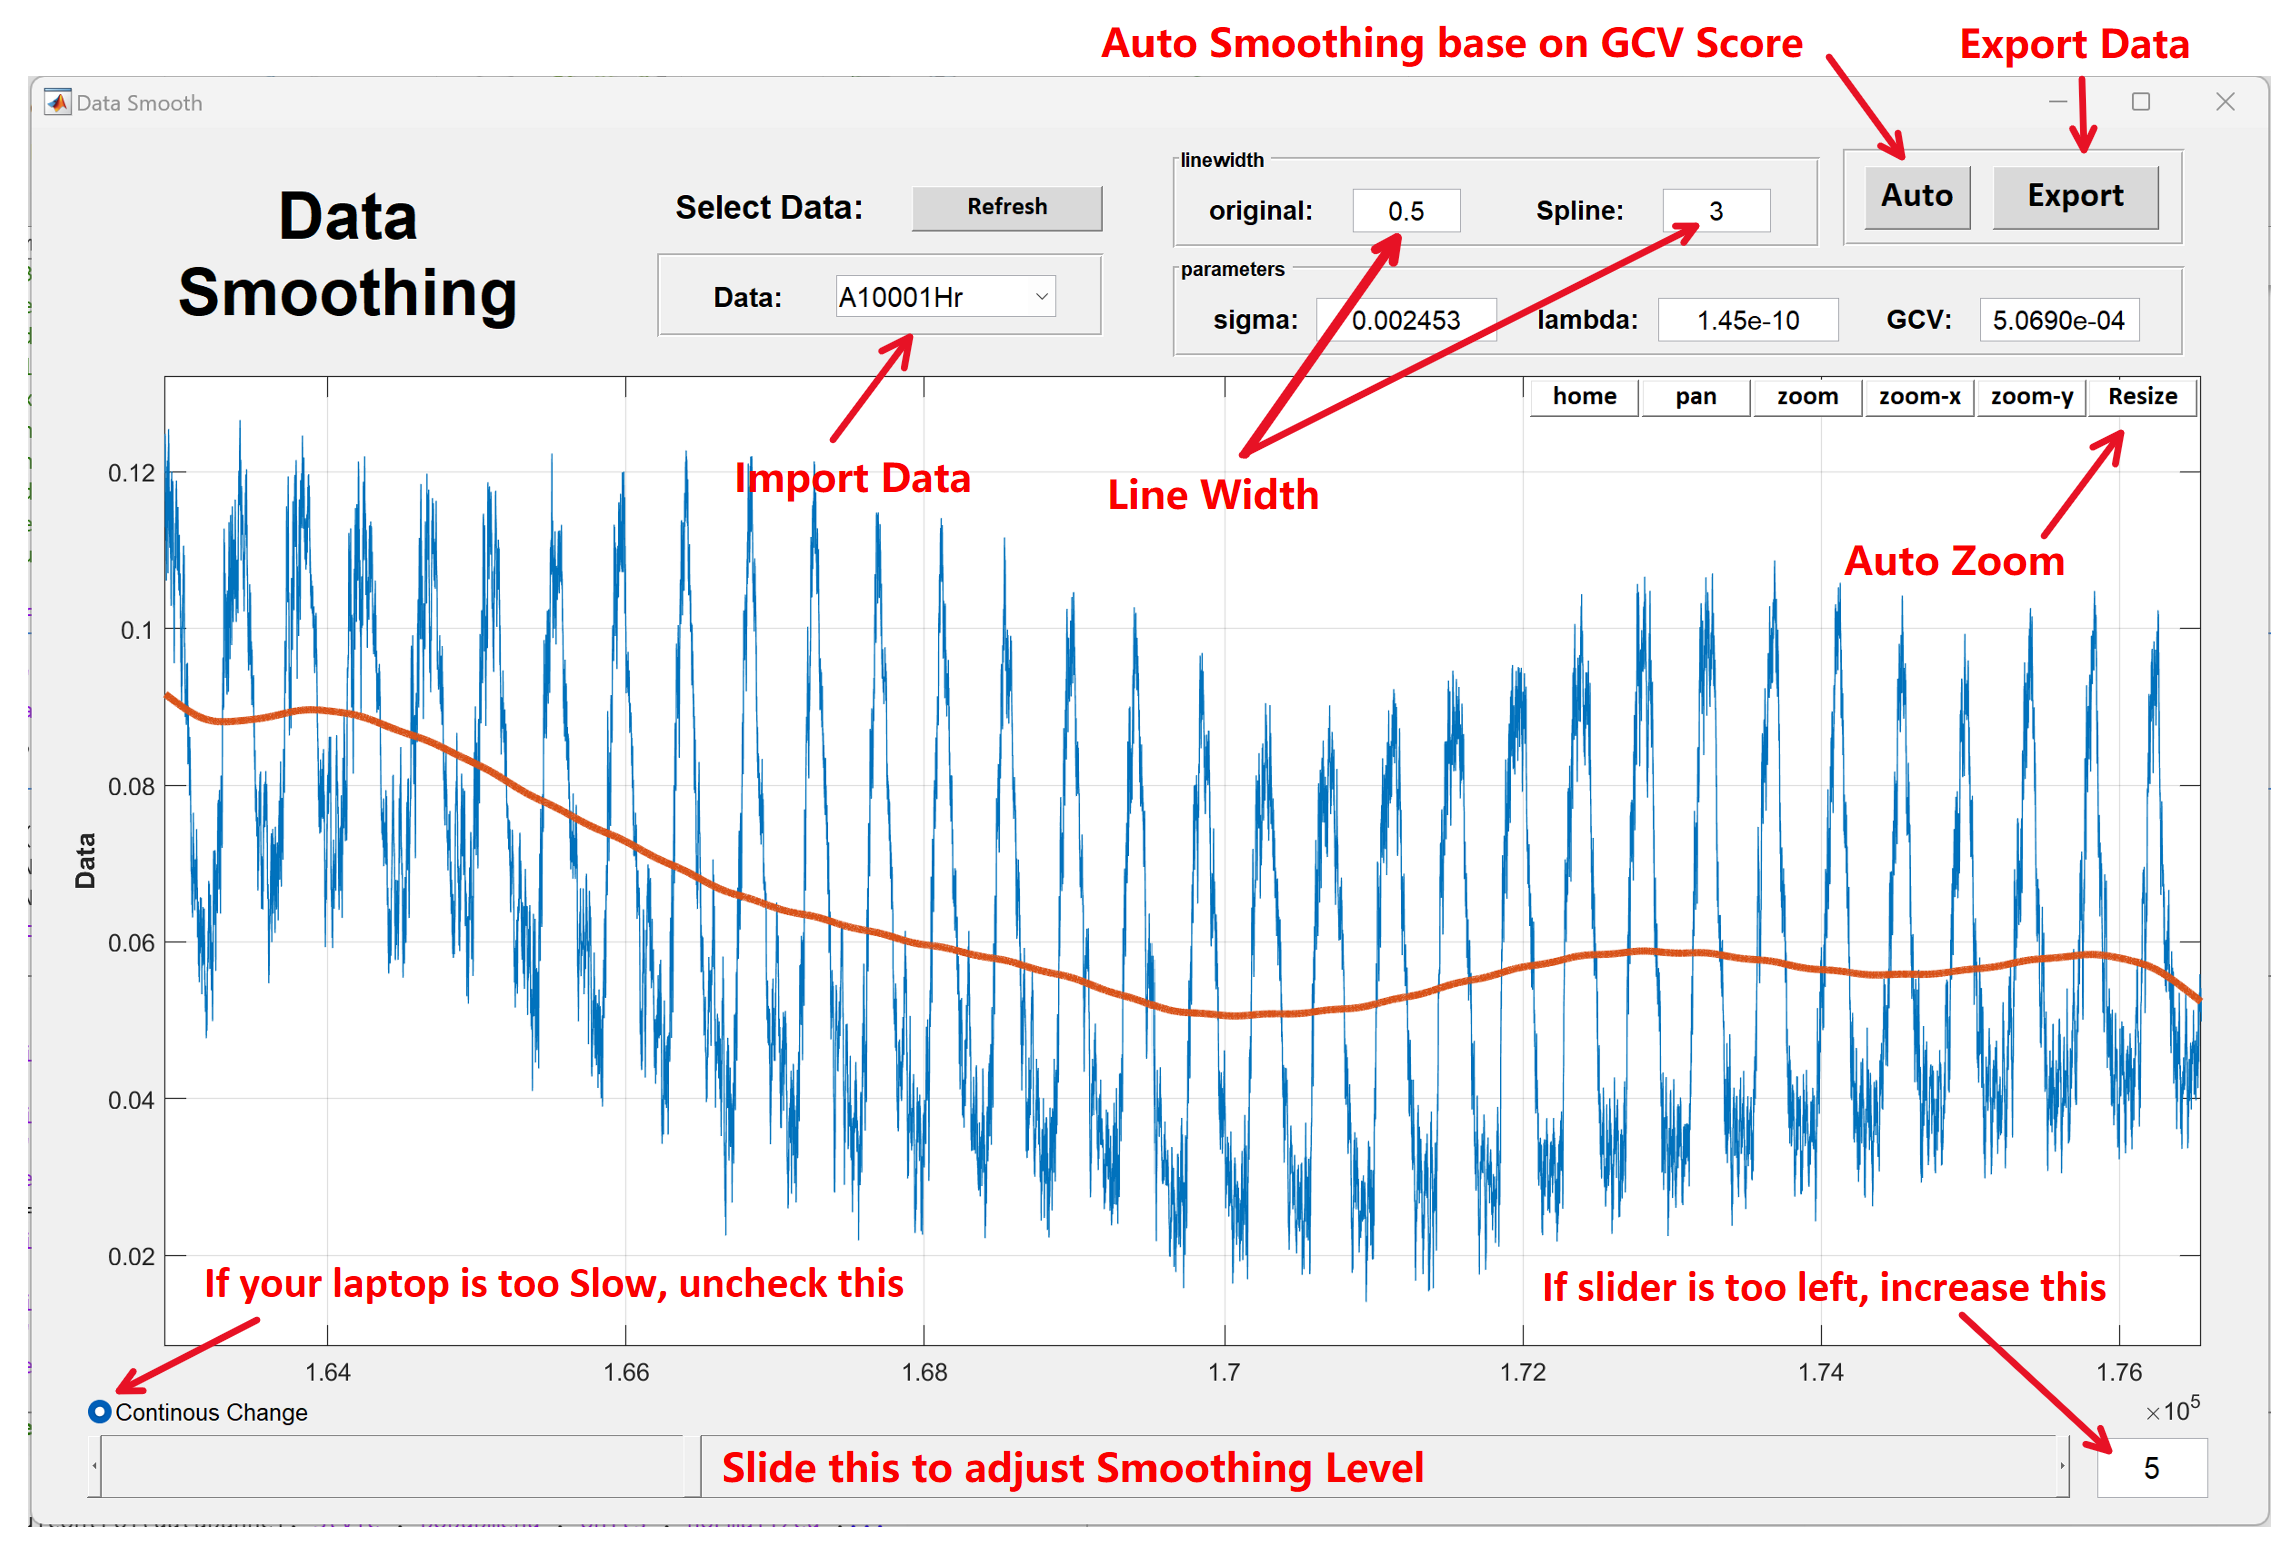 Auto Smoothing base on GCV Score
Export Data
Data Smooth
Data
Smoothing
Select Data:
Refresh
Data:
A10001Hr
linewidth
original:
0.5
Spline:
3
Auto
Export
parameters
sigma:
0.002453
lambda:
1.45e-10
GCV:
5.0690e-04
home
pan
zoom
zoom-x
zoom-y
Resize
Import Data
Line Width
Auto Zoom
0.12
0.1
0.08
0.06
0.04
0.02
Data
If your laptop is too Slow, uncheck this
If slider is too left, increase this
1.64
1.66
1.68
1.7
1.72
1.74
1.76
×10^5
Continous Change
Slide this to adjust Smoothing Level
5